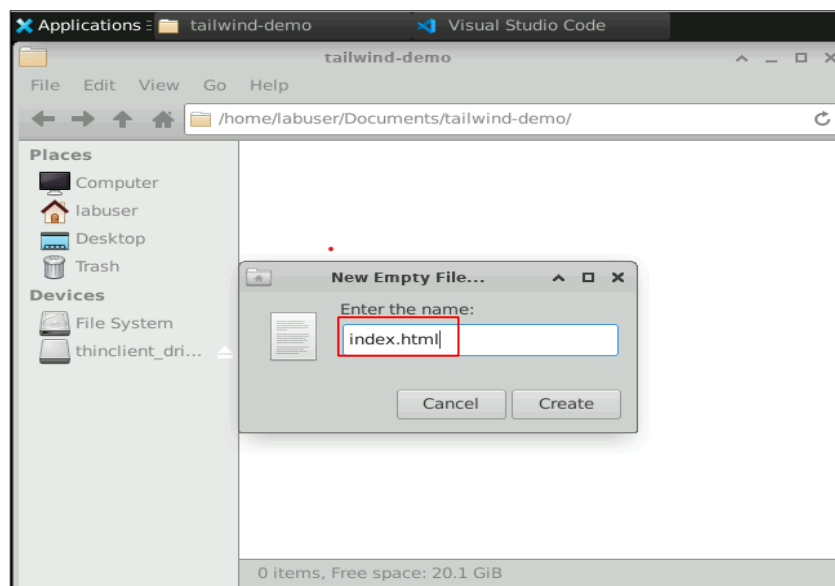 Applications
tailwind-demo
Visual Studio Code
tailwind-demo
File Edit View Go Help
/home/labuser/Documents/tailwind-demo/
Places
Computer
labuser
Desktop
Trash
Devices
File System
thinclient_dri...
New Empty File...
Enter the name:
index.html
Cancel
Create
0 items, Free space: 20.1 GiB